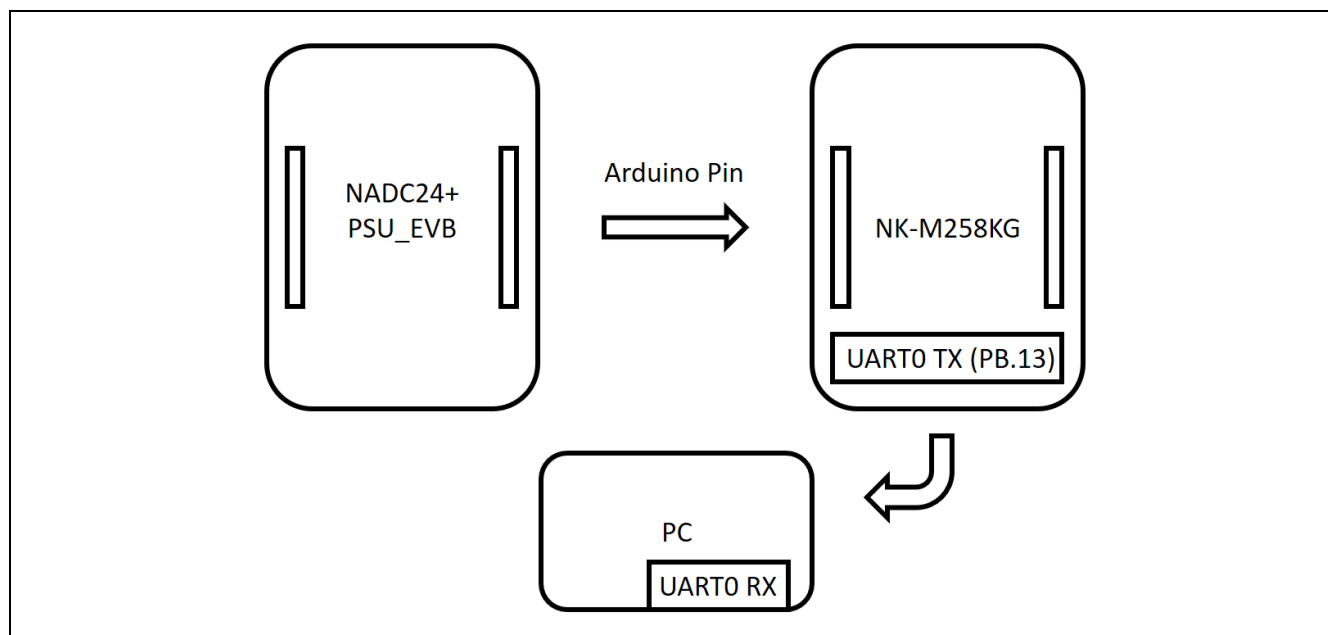 NADC24+
PSU_EVB
Arduino Pin
NK-M258KG
UART0 TX (PB.13)
PC
UART0 RX